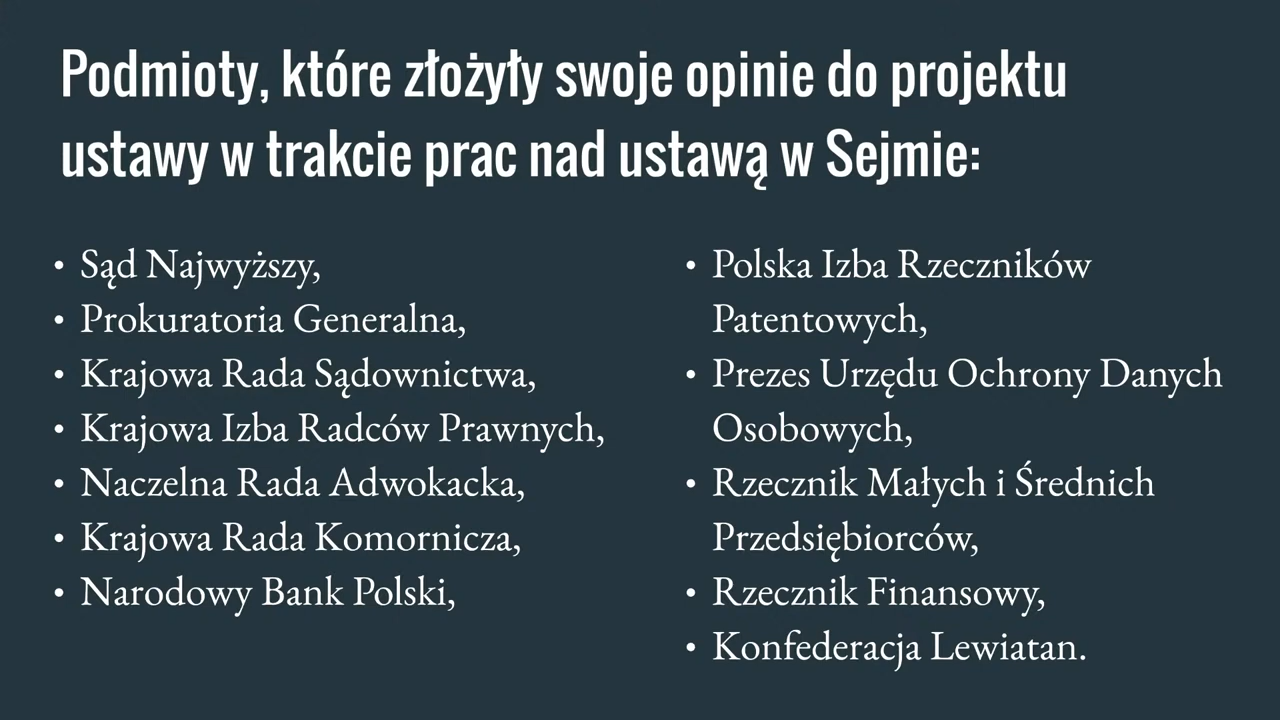 Podmioty, które złożyły swoje opinie do projektu
ustawy w trakcie prac nad ustawą w Sejmie:
• Sąd Najwyższy,
• Prokuratoria Generalna,
• Krajowa Rada Sądownictwa,
• Krajowa Izba Radców Prawnych,
• Naczelna Rada Adwokacka,
• Krajowa Rada Komornicza,
• Narodowy Bank Polski,
• Polska Izba Rzeczników
Patentowych,
• Prezes Urzędu Ochrony Danych
Osobowych,
• Rzecznik Małych i Średnich
Przedsiębiorców,
• Rzecznik Finansowy,
• Konfederacja Lewiatan.